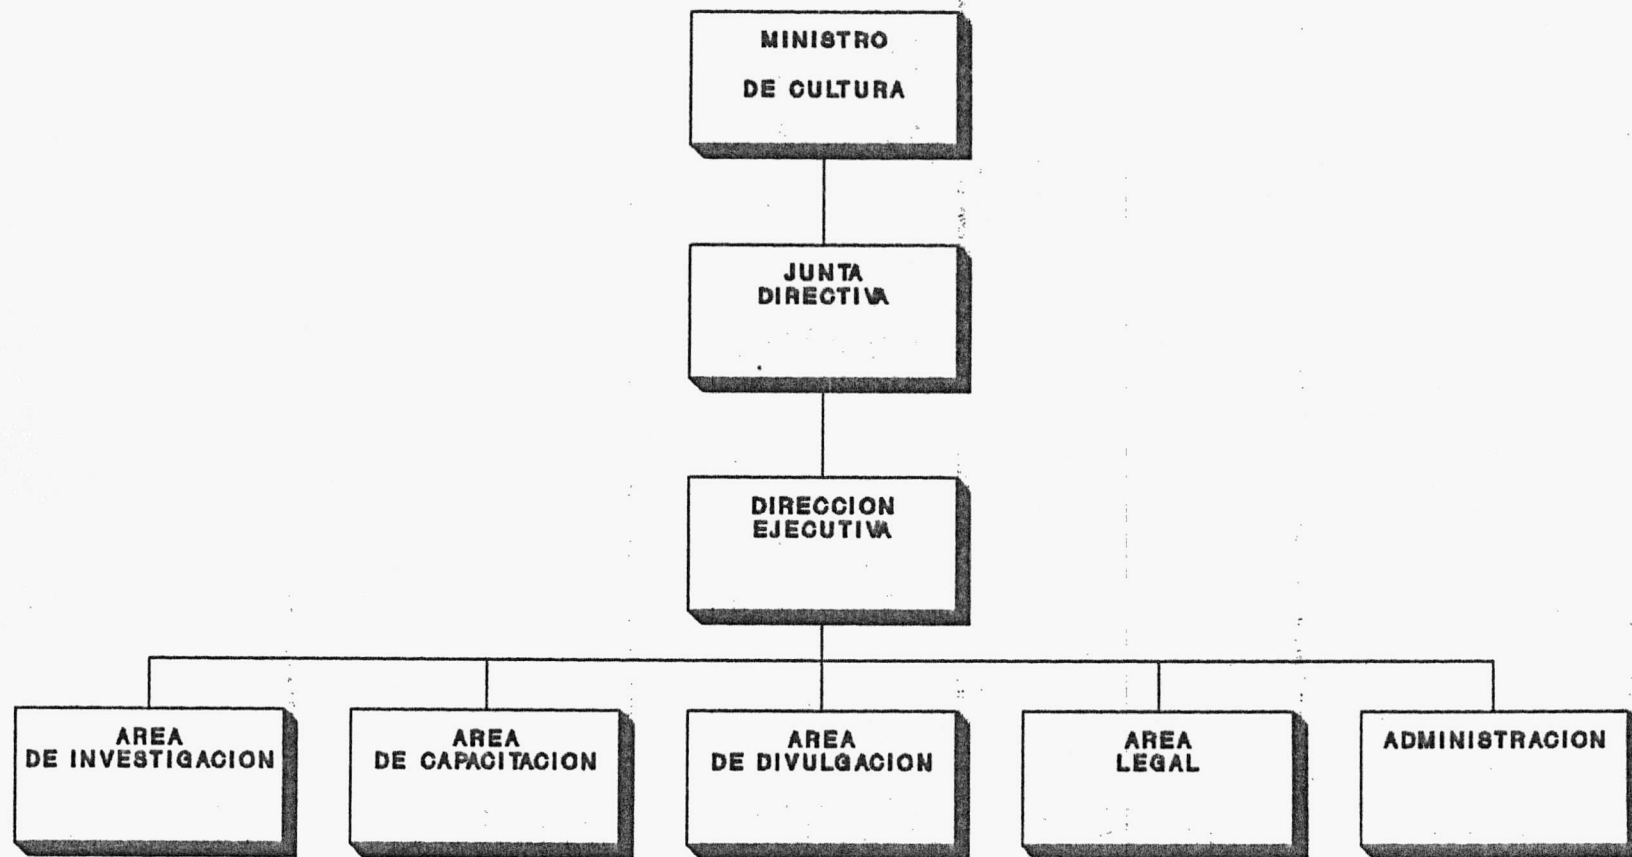 MINISTRO
DE CULTURA
JUNTA
DIRECTIVA
DIRECCION
EJECUTIVA
AREA
DE INVESTIGACION
AREA
DE CAPACITACION
AREA
DE DIVULGACION
AREA
LEGAL
ADMINISTRACION